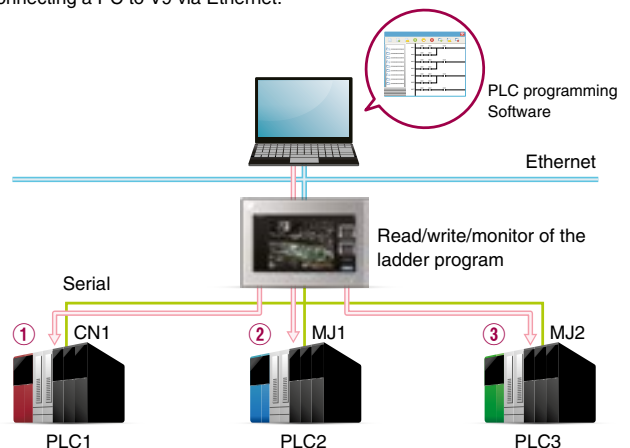 PLC programming
Software
Ethernet
Read/write/monitor of the
ladder program
Serial
① CN1
② MJ1
③ MJ2
PLC1
PLC2
PLC3